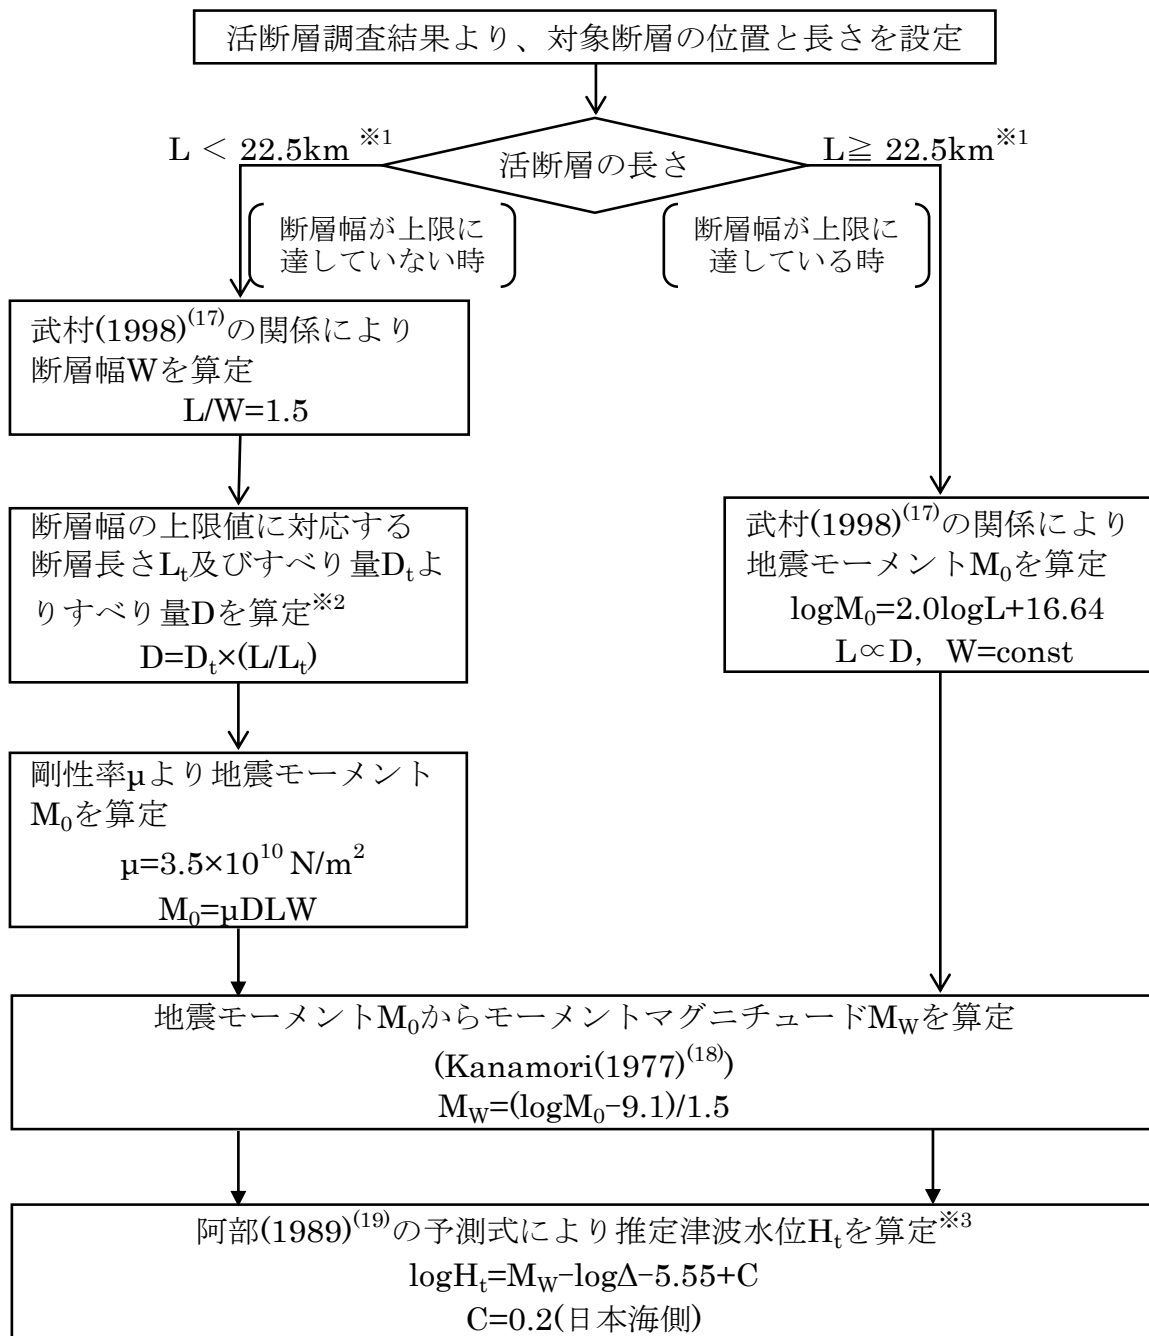 活断層調査結果より、対象断層の位置と長さを設定
L < 22.5km ※1
活断層の長さ
L≧ 22.5km※1
断層幅が上限に
達していない時
断層幅が上限に
達している時
武村(1998)(17)の関係により
断層幅Wを算定
L/W=1.5
断層幅の上限値に対応する
断層長さLt及びすべり量Dtよ
りすべり量Dを算定※2
D=Dt×(L/Lt)
剛性率μより地震モーメント
M0を算定
μ=3.5×10^10 N/m^2
M0=μDLW
武村(1998)(17)の関係により
地震モーメントM0を算定
logM0=2.0logL+16.64
L∝D, W=const
地震モーメントM0からモーメントマグニチュードMWを算定
(Kanamori(1977)(18))
MW=(logM0−9.1)/1.5
阿部(1989)(19)の予測式により推定津波水位Htを算定※3
logHt=MW−logΔ−5.55+C
C=0.2(日本海側)